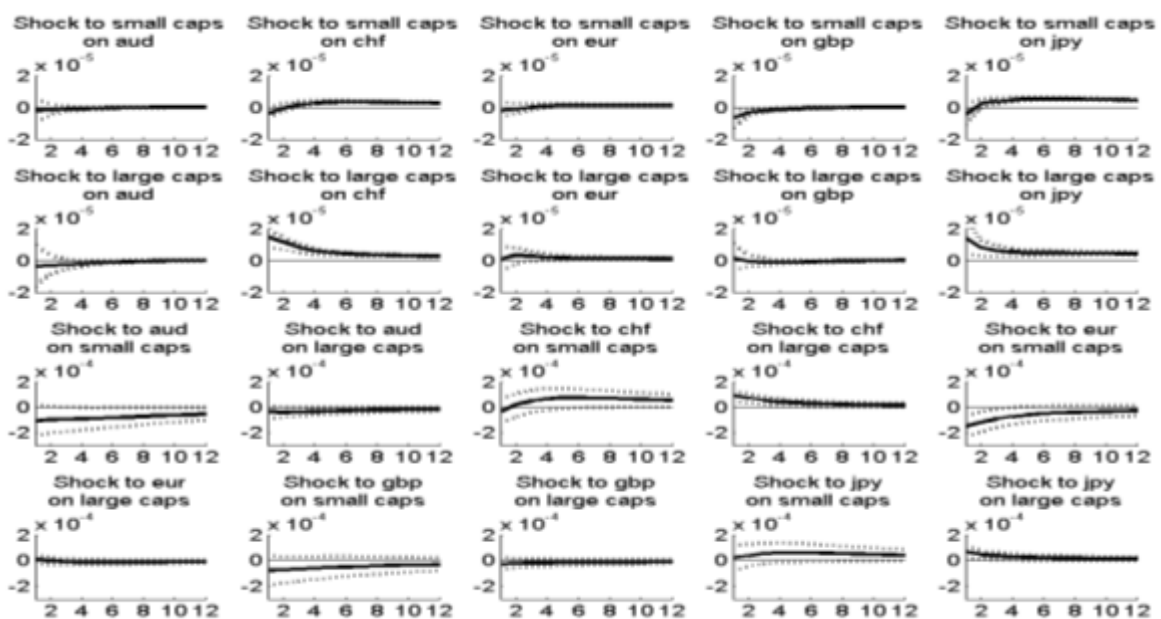 Shock to small caps
on aud
Shock to small caps
on chf
Shock to small caps
on eur
Shock to small caps
on gbp
Shock to small caps
on jpy
2 x 10^-5
0
-2
2 4 6 8 10 12
2 x 10^-5
0
-2
2 4 6 8 10 12
2 x 10^-5
0
-2
2 4 6 8 10 12
2 x 10^-5
0
-2
2 4 6 8 10 12
2 x 10^-5
0
-2
2 4 6 8 10 12
Shock to large caps
on aud
Shock to large caps
on chf
Shock to large caps
on eur
Shock to large caps
on gbp
Shock to large caps
on jpy
2 x 10^-5
0
-2
2 4 6 8 10 12
2 x 10^-5
0
-2
2 4 6 8 10 12
2 x 10^-5
0
-2
2 4 6 8 10 12
2 x 10^-5
0
-2
2 4 6 8 10 12
2 x 10^-5
0
-2
2 4 6 8 10 12
Shock to aud
on small caps
Shock to aud
on large caps
Shock to chf
on small caps
Shock to chf
on large caps
Shock to eur
on small caps
2 x 10^-4
0
-2
2 4 6 8 10 12
2 x 10^-4
0
-2
2 4 6 8 10 12
2 x 10^-4
0
-2
2 4 6 8 10 12
2 x 10^-4
0
-2
2 4 6 8 10 12
2 x 10^-4
0
-2
2 4 6 8 10 12
Shock to eur
on large caps
Shock to gbp
on small caps
Shock to gbp
on large caps
Shock to jpy
on small caps
Shock to jpy
on large caps
2 x 10^-4
0
-2
2 4 6 8 10 12
2 x 10^-4
0
-2
2 4 6 8 10 12
2 x 10^-4
0
-2
2 4 6 8 10 12
2 x 10^-4
0
-2
2 4 6 8 10 12
2 x 10^-4
0
-2
2 4 6 8 10 12